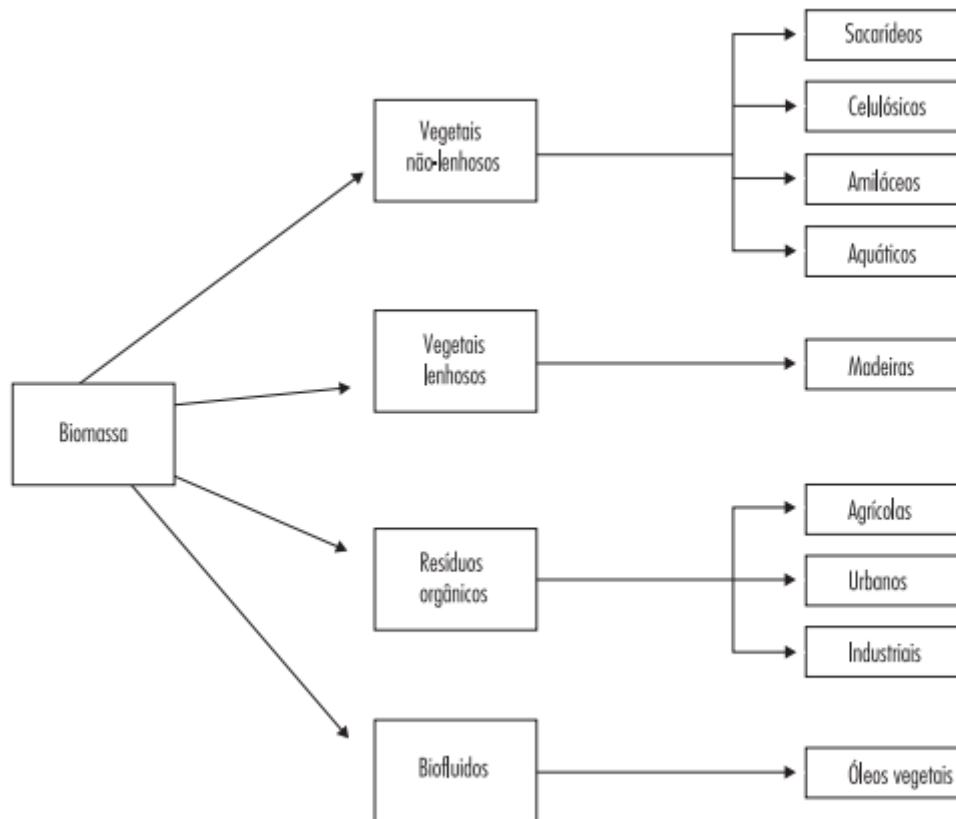 Sacarídeos
Celulósicos
Vegetais
não-lenhosos
Amiláceos
Aquáticos
Vegetais
lenhosos
Madeiras
Biomassa
Agrícolas
Resíduos
orgânicos
Urbanos
Industriais
Biofluidos
Óleos vegetais